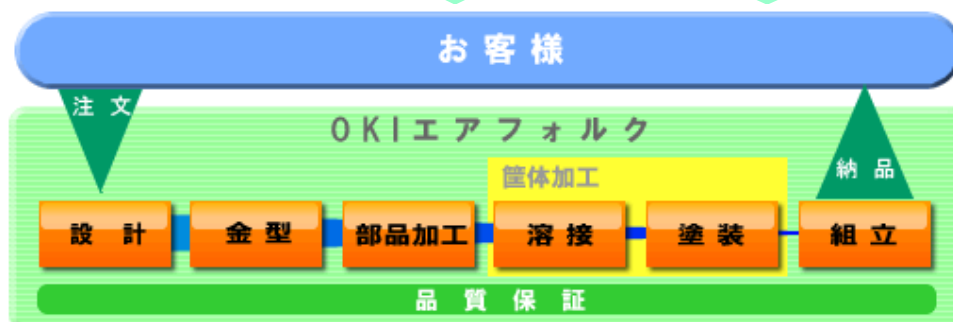 お客様
注文
OKIエアフォルク
納品
筐体加工
設計
金型
部品加工
溶接
塗装
組立
品質保証